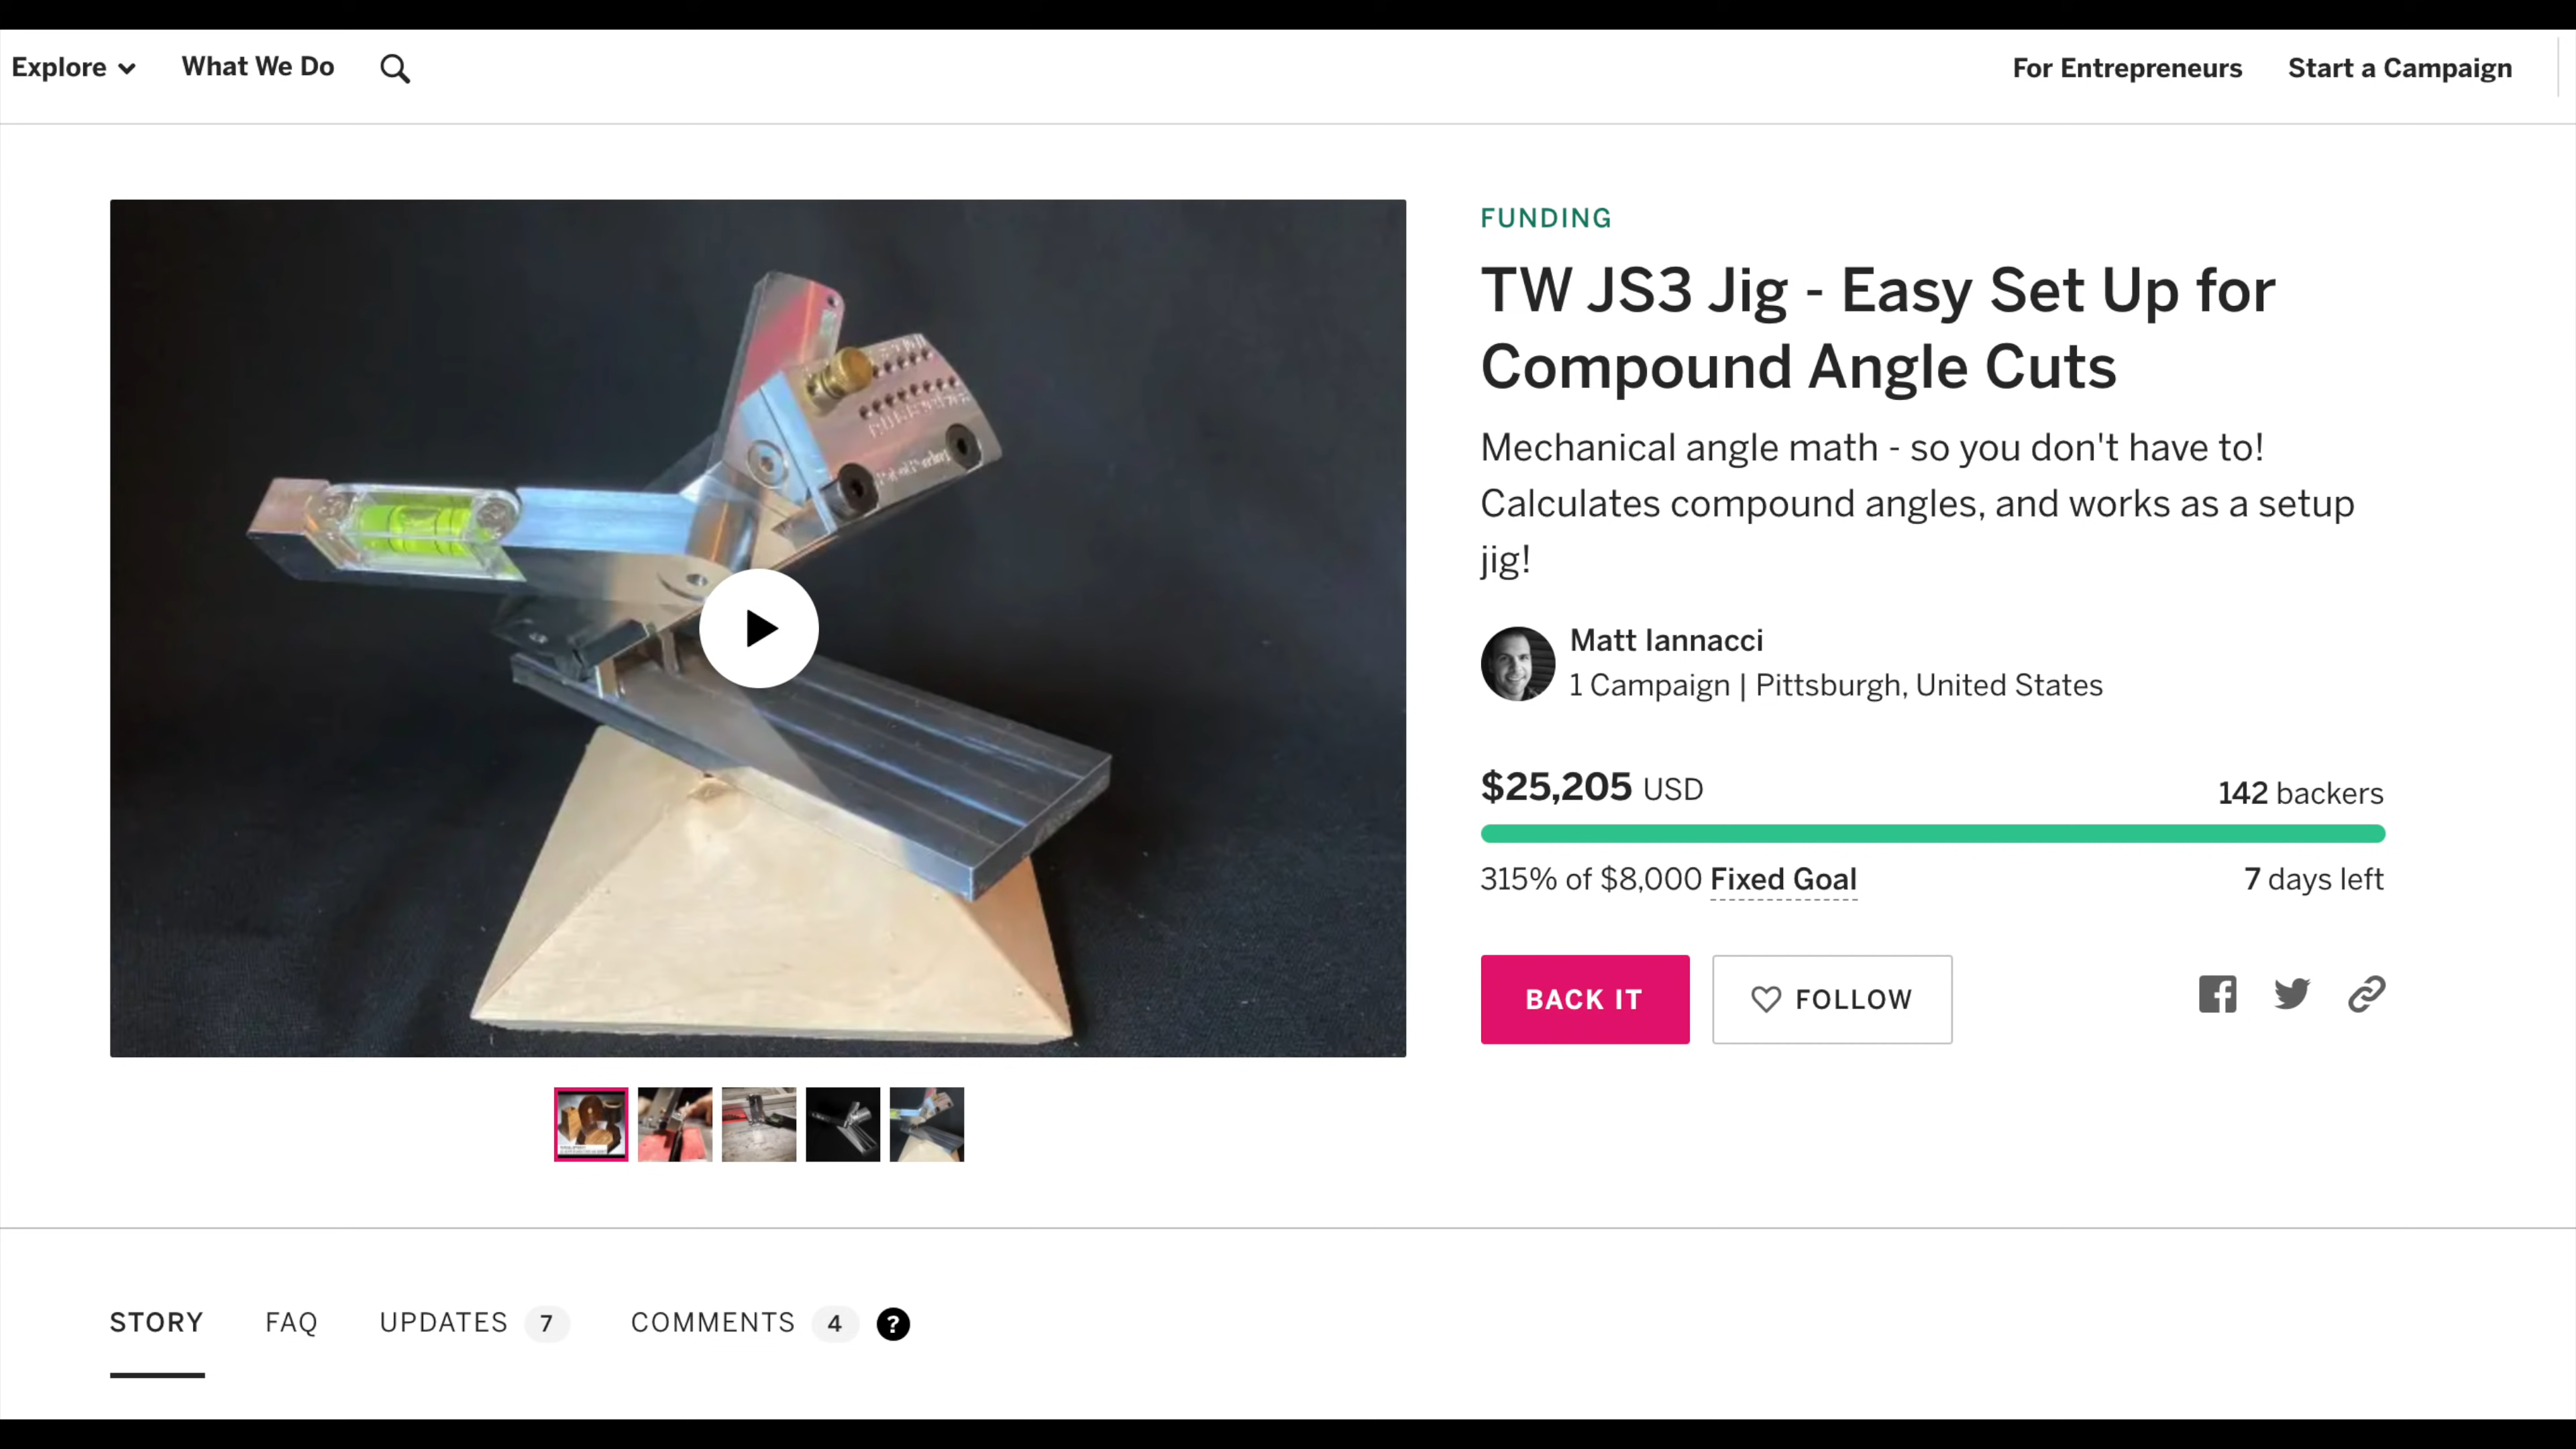 Explore
What We Do
For Entrepreneurs
Start a Campaign
FUNDING
TW JS3 Jig - Easy Set Up for
Compound Angle Cuts
Mechanical angle math - so you don't have to!
Calculates compound angles, and works as a setup
jig!
Matt Iannacci
1 Campaign | Pittsburgh, United States
$25,205 USD
142 backers
315% of $8,000 Fixed Goal
7 days left
BACK IT
FOLLOW
STORY
FAQ
UPDATES 7
COMMENTS 4 ?